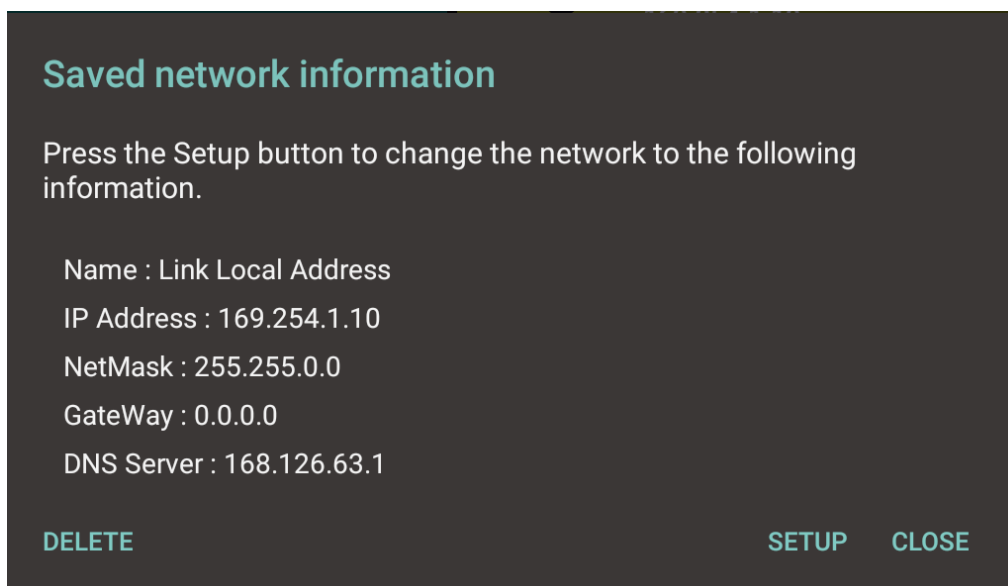 Saved network information
Press the Setup button to change the network to the following
information.
Name : Link Local Address
IP Address : 169.254.1.10
NetMask : 255.255.0.0
GateWay : 0.0.0.0
DNS Server : 168.126.63.1
DELETE
SETUP
CLOSE